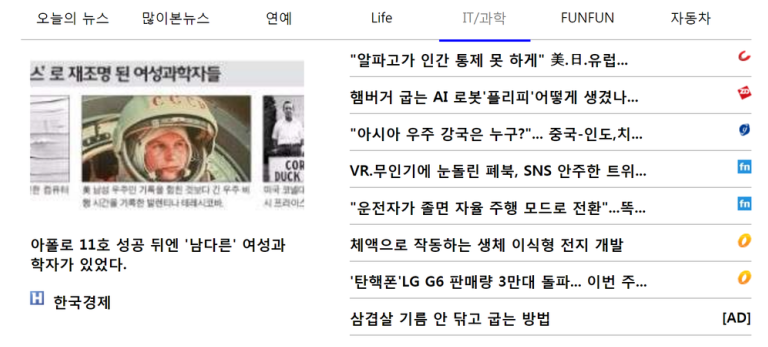 오늘의 뉴스 많이본뉴스 연예 Life IT/과학 FUNFUN 자동차
스' 로 재조명 된 여성과학자들
CCCP
COR
DUCK
한 컴퓨터
美 남성 우주인 기록을 합친 것보다 긴 우주 비
행 시간을 기록한 발렌티나 테레시코바.
미국 코넬대
시 프라이스
아폴로 11호 성공 뒤엔 '남다른' 여성과
학자가 있었다.
H 한국경제
"알파고가 인간 통제 못 하게" 美.日.유럽...
햄버거 굽는 AI 로봇'플리피'어떻게 생겼나...
"아시아 우주 강국은 누구?"... 중국-인도,치...
VR.무인기에 눈돌린 페북, SNS 안주한 트위...
fn
"운전자가 졸면 자율 주행 모드로 전환"...똑...
fn
체액으로 작동하는 생체 이식형 전지 개발
'탄핵폰'LG G6 판매량 3만대 돌파... 이번 주...
삼겹살 기름 안 닦고 굽는 방법 [AD]